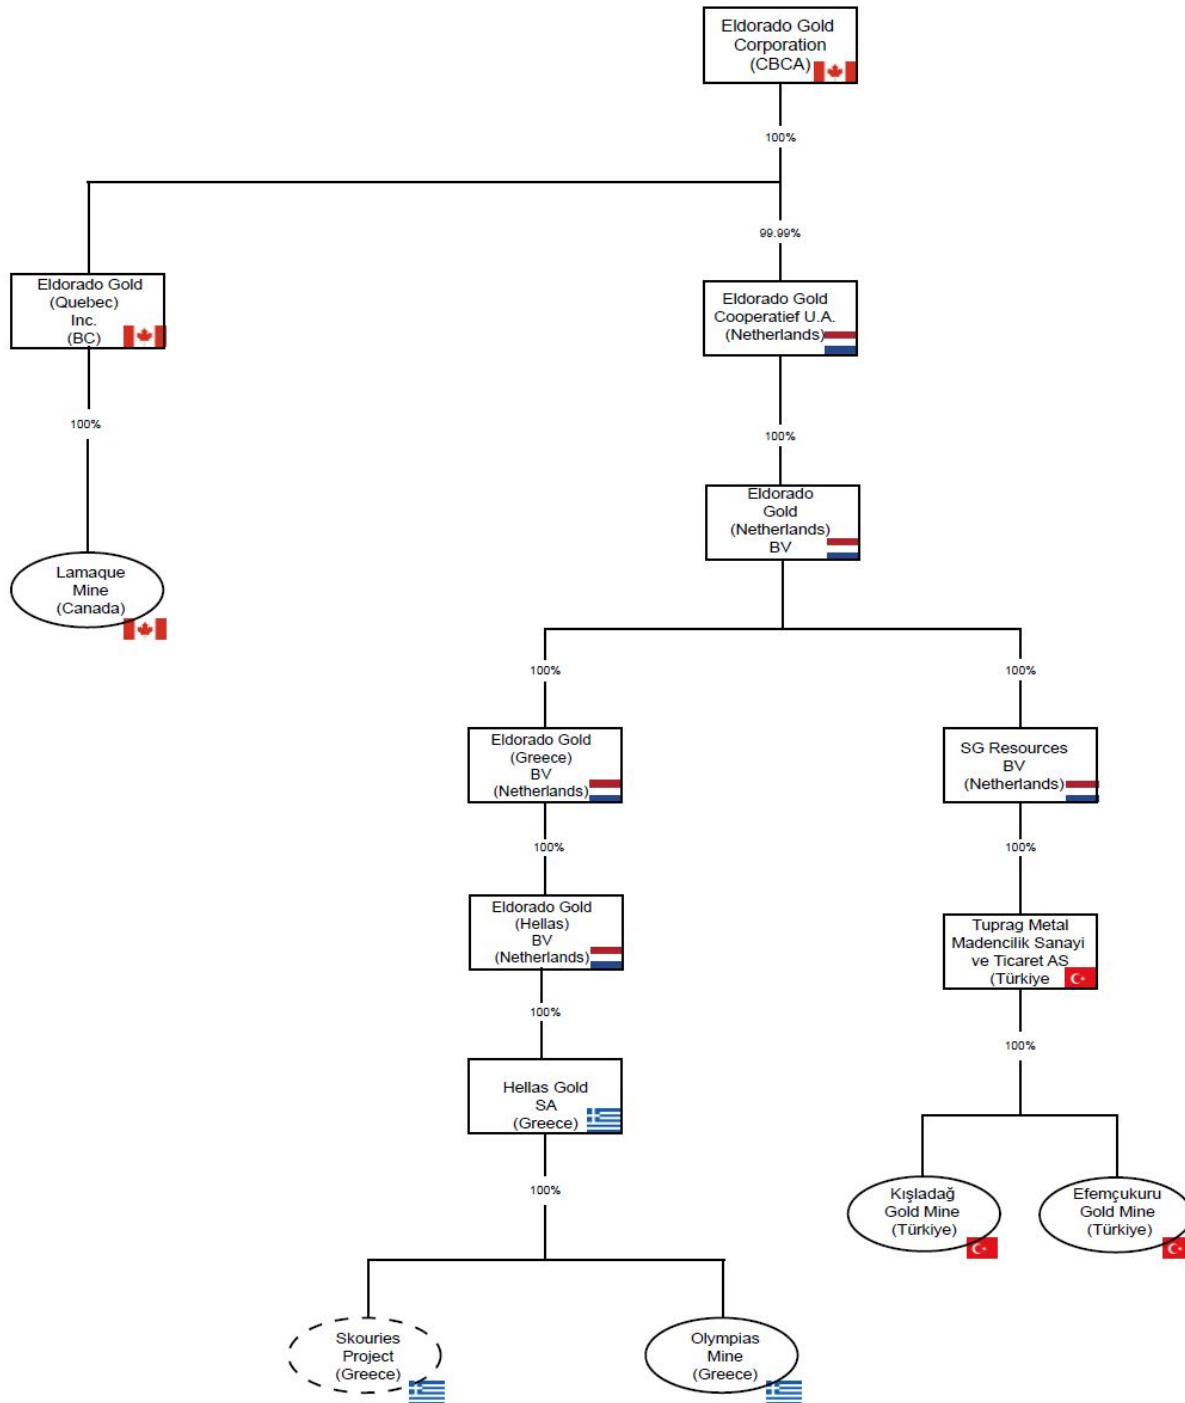 Eldorado Gold
Corporation
(CBCA)
100%
99.99%
Eldorado Gold
(Quebec)
Inc.
(BC)
Eldorado Gold
Cooperatief U.A.
(Netherlands)
100%
100%
Eldorado
Gold
(Netherlands)
BV
Lamaque
Mine
(Canada)
100%
100%
Eldorado Gold
(Greece)
BV
(Netherlands)
SG Resources
BV
(Netherlands)
100%
100%
Eldorado Gold
(Hellas)
BV
(Netherlands)
Tuprag Metal
Madencilik Sanayi
ve Ticaret AS
(Türkiye
100%
100%
Hellas Gold
SA
(Greece)
100%
Kışladağ
Gold Mine
(Türkiye)
Efemçukuru
Gold Mine
(Türkiye)
Skouries
Project
(Greece)
Olympias
Mine
(Greece)